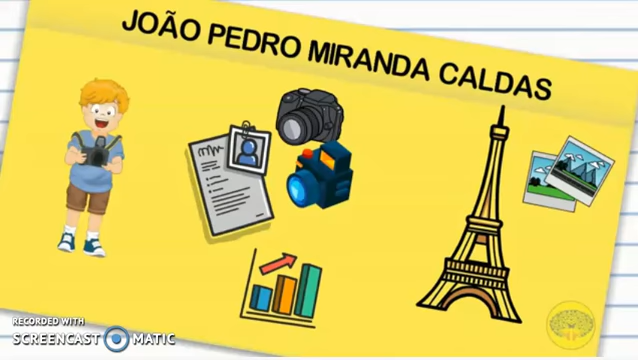 JOÃO PEDRO MIRANDA CALDAS
RECORDED WITH
SCREENCAST MATIC